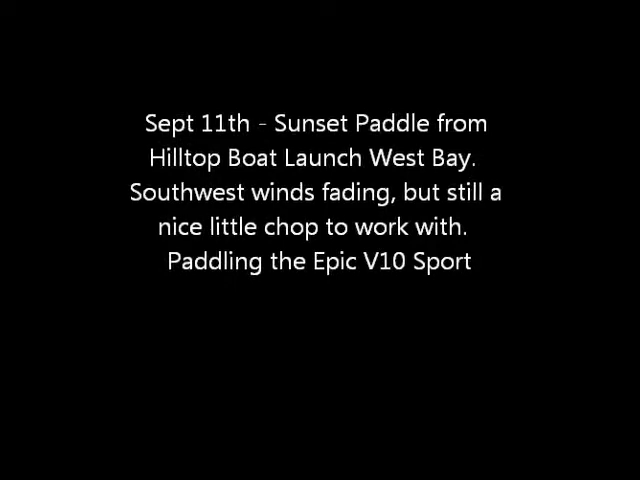 Sept 11th - Sunset Paddle from
Hilltop Boat Launch West Bay.
Southwest winds fading, but still a
nice little chop to work with.
Paddling the Epic V10 Sport